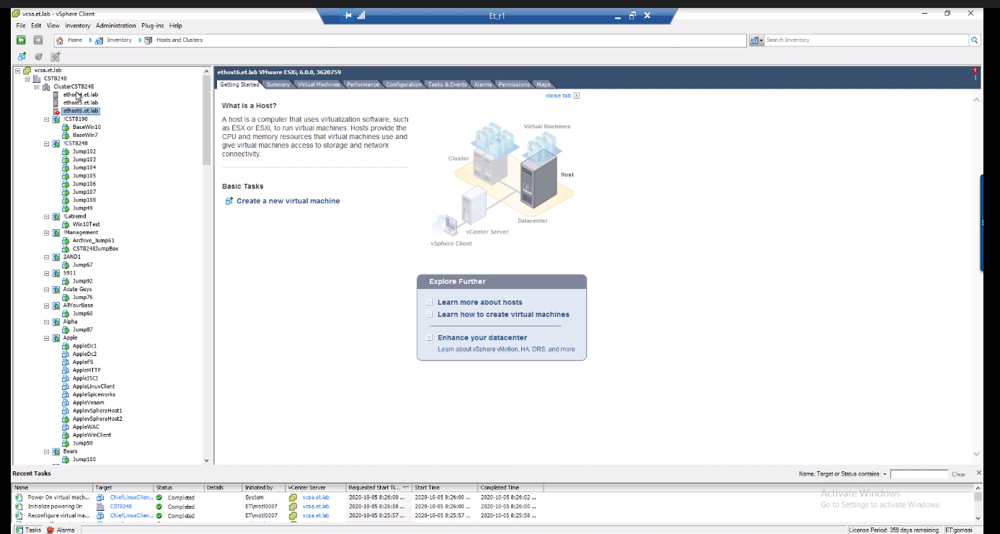 vcsa.et.lab - vSphere Client
Et_r1
File Edit View Inventory Administration Plug-ins Help
Home Inventory Hosts and Clusters
Search Inventory
vcsa.et.lab
CST8248
ClusterCST8248
ethost4.et.lab
ethost5.et.lab
ethost6.et.lab
!CST8190
BaseWin10
BaseWin7
!CST8248
Jump102
Jump103
Jump104
Jump105
Jump106
Jump107
Jump108
Jump49
!Latremd
Win10Test
!Management
Archive_Jump61
CST8248JumpBox
2AND1
Jump67
5911
Jump92
Acute Guys
Jump76
AllYourBase
Jump60
Alpha
Jump87
Apple
AppleDc1
AppleDc2
AppleFS
AppleHTTP
AppleISCI
AppleLinuxClient
AppleSpiceworks
AppleVeaam
ApplevSphereHost1
ApplevSphereHost2
AppleWAC
AppleWinClient
Jump59
Bears
Jump100
ethost6.et.lab VMware ESXi, 6.0.0, 3620759
1
Getting Started Summary Virtual Machines Performance Configuration Tasks & Events Alarms Permissions Maps
close tab
What is a Host?
A host is a computer that uses virtualization software, such
as ESX or ESXi, to run virtual machines. Hosts provide the
CPU and memory resources that virtual machines use and
give virtual machines access to storage and network
connectivity.
Basic Tasks
Create a new virtual machine
Virtual Machines
Cluster
Host
Datacenter
vCenter Server
vSphere Client
Explore Further
Learn more about hosts
Learn how to create virtual machines
Enhance your datacenter
Learn about vSphere vMotion, HA, DRS, and more
Recent Tasks
Name, Target or Status contains: Clear
Name Target Status Details Initiated by vCenter Server Requested Start Ti... Start Time Completed Time
Power On virtual mach... ChiefLinuxClien... Completed System vcsa.et.lab 2020-10-05 8:26:00 ... 2020-10-05 8:26:00 ... 2020-10-05 8:26:02 ...
Initialize powering On CST8248 Completed ET\motl0007 vcsa.et.lab 2020-10-05 8:26:00 ... 2020-10-05 8:26:00 ... 2020-10-05 8:26:00 ...
Reconfigure virtual ma... ChiefLinuxClien... Completed ET\motl0007 vcsa.et.lab 2020-10-05 8:25:57 ... 2020-10-05 8:25:57 ... 2020-10-05 8:25:58 ...
Activate Windows
Go to Settings to activate Windows.
Tasks Alarms
License Period: 359 days remaining ET\gomaai